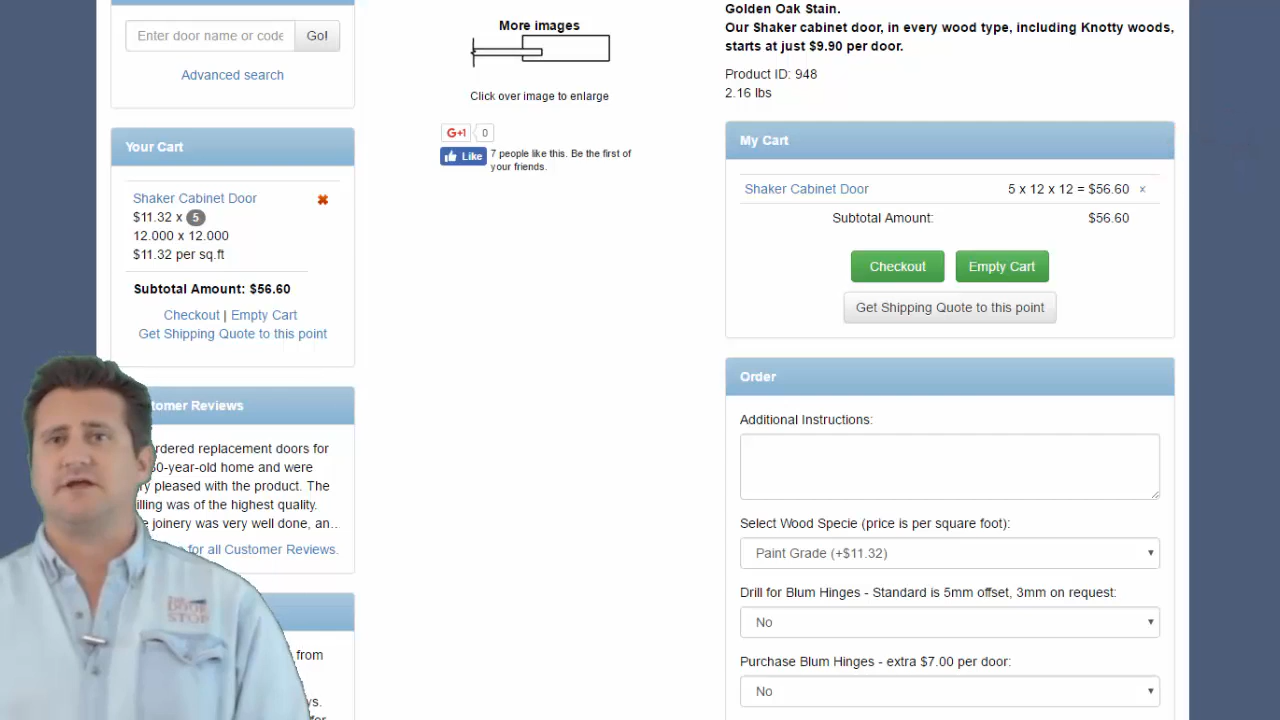 Enter door name or code
Go!
Advanced search
Your Cart
Shaker Cabinet Door
$11.32 x 5
12.000 x 12.000
$11.32 per sq.ft
Subtotal Amount: $56.60
Checkout | Empty Cart
Get Shipping Quote to this point
tomer Reviews
rdered replacement doors for
-year-old home and were
pleased with the product. The
illing was of the highest quality.
joinery was very well done, an...
for all Customer Reviews.
from
More images
Click over image to enlarge
G+1 0
Like
7 people like this. Be the first of
your friends.
Golden Oak Stain.
Our Shaker cabinet door, in every wood type, including Knotty woods,
starts at just $9.90 per door.
Product ID: 948
2.16 lbs
My Cart
Shaker Cabinet Door 5 x 12 x 12 = $56.60 x
Subtotal Amount: $56.60
Checkout Empty Cart
Get Shipping Quote to this point
Order
Additional Instructions:
Select Wood Specie (price is per square foot):
Paint Grade (+$11.32)
Drill for Blum Hinges - Standard is 5mm offset, 3mm on request:
No
Purchase Blum Hinges - extra $7.00 per door:
No
THE
DOOR
STOP